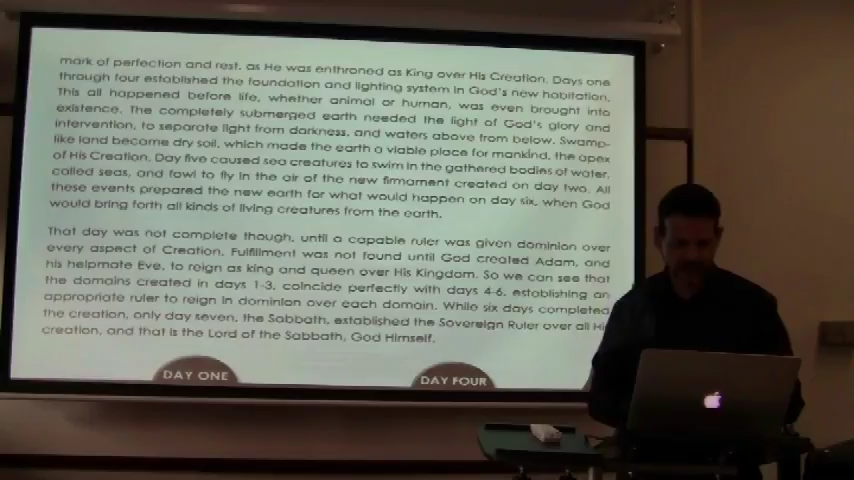 mark of perfection and rest, as He was enthroned as King over His Creation. Days one
through four established the foundation and lighting system in God's new habitation.
This all happened before life, whether animal or human, was even brought into
existence. The completely submerged earth needed the light of God's glory and
intervention, to separate light from darkness, and waters above from below. Swamp-
like land became dry soil, which made the earth a viable place for mankind, the apex
of His Creation. Day five caused sea creatures to swim in the gathered bodies of water,
called seas, and fowl to fly in the air of the new firmament created on day two. All
these events prepared the new earth for what would happen on day six, when God
would bring forth all kinds of living creatures from the earth.
That day was not complete though, until a capable ruler was given dominion over
every aspect of Creation. Fulfillment was not found until God created Adam, and
his helpmate Eve, to reign as king and queen over His Kingdom. So we can see that
the domains created in days 1-3, coincide perfectly with days 4-6, establishing an
appropriate ruler to reign in dominion over each domain. While six days completed
the creation, only day seven, the Sabbath, established the Sovereign Ruler over all Hi
creation, and that is the Lord of the Sabbath, God Himself.
DAY ONE
DAY FOUR